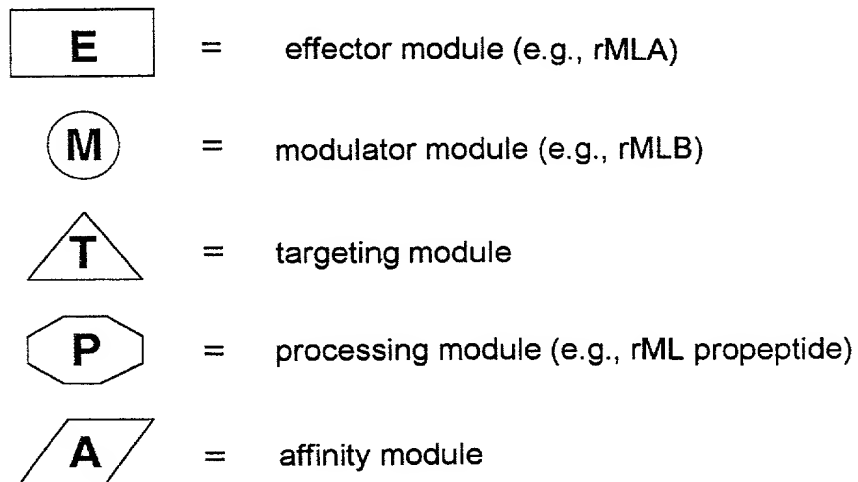 E = effector module (e.g., rMLA)
M = modulator module (e.g., rMLB)
T = targeting module
P = processing module (e.g., rML propeptide)
A = affinity module